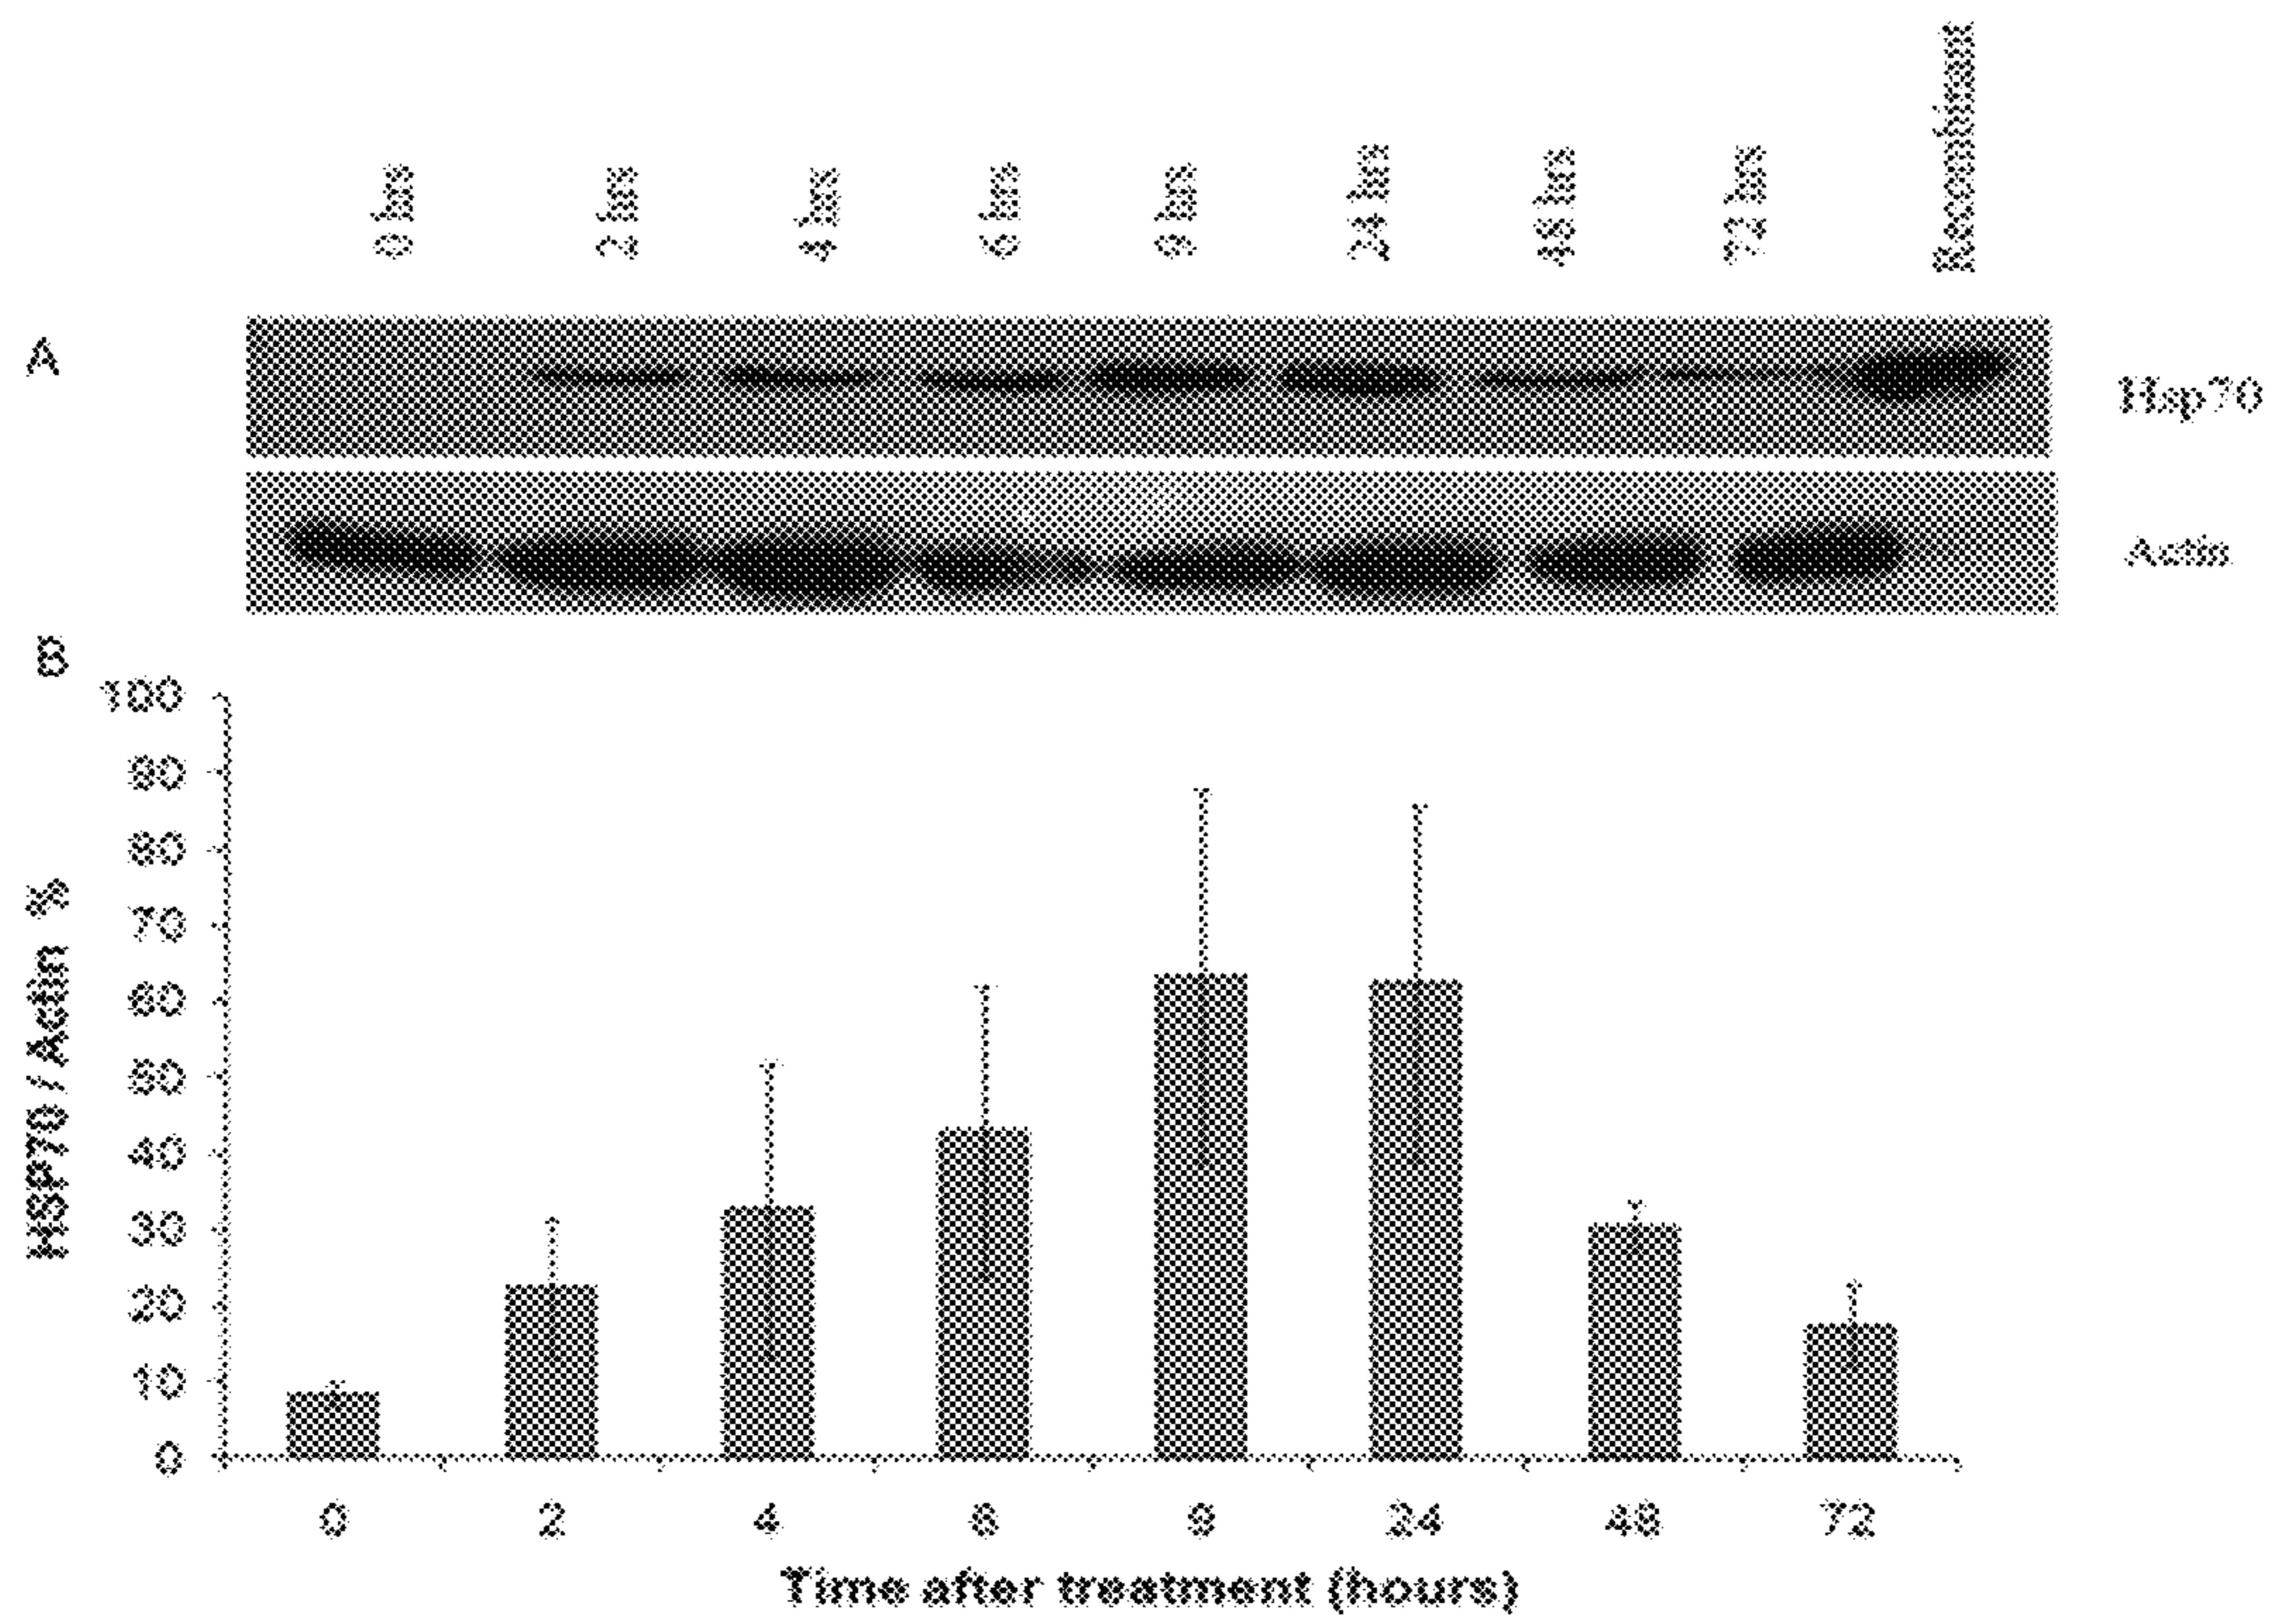 0 hrs 2 hrs 4 hrs 6 hrs 9 hrs 24 hrs 48 hrs 72 hrs Recombinant
A
Hsp70
Actin
B
HSP70 / Actin %
100
90
80
70
60
50
40
30
20
10
0
0 2 4 6 9 24 48 72
Time after treatment (hours)